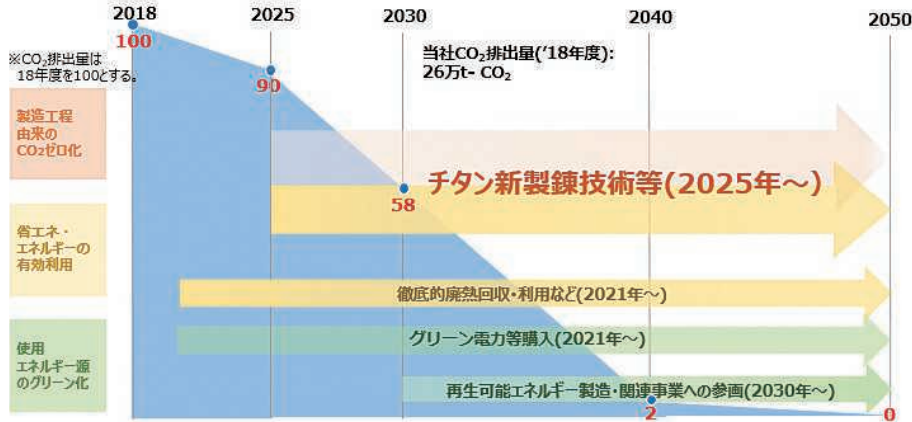 2018 2025 2030 2040 2050
100
※CO₂排出量は
18年度を100とする。
当社CO₂排出量('18年度):
26万t- CO₂
90
製造工程
由来の
CO₂ゼロ化
チタン新製錬技術等(2025年～)
58
省エネ・
エネルギーの
有効利用
徹底的廃熱回収・利用など(2021年～)
グリーン電力等購入(2021年～)
使用
エネルギー源
のグリーン化
再生可能エネルギー製造・関連事業への参画(2030年～)
2
0